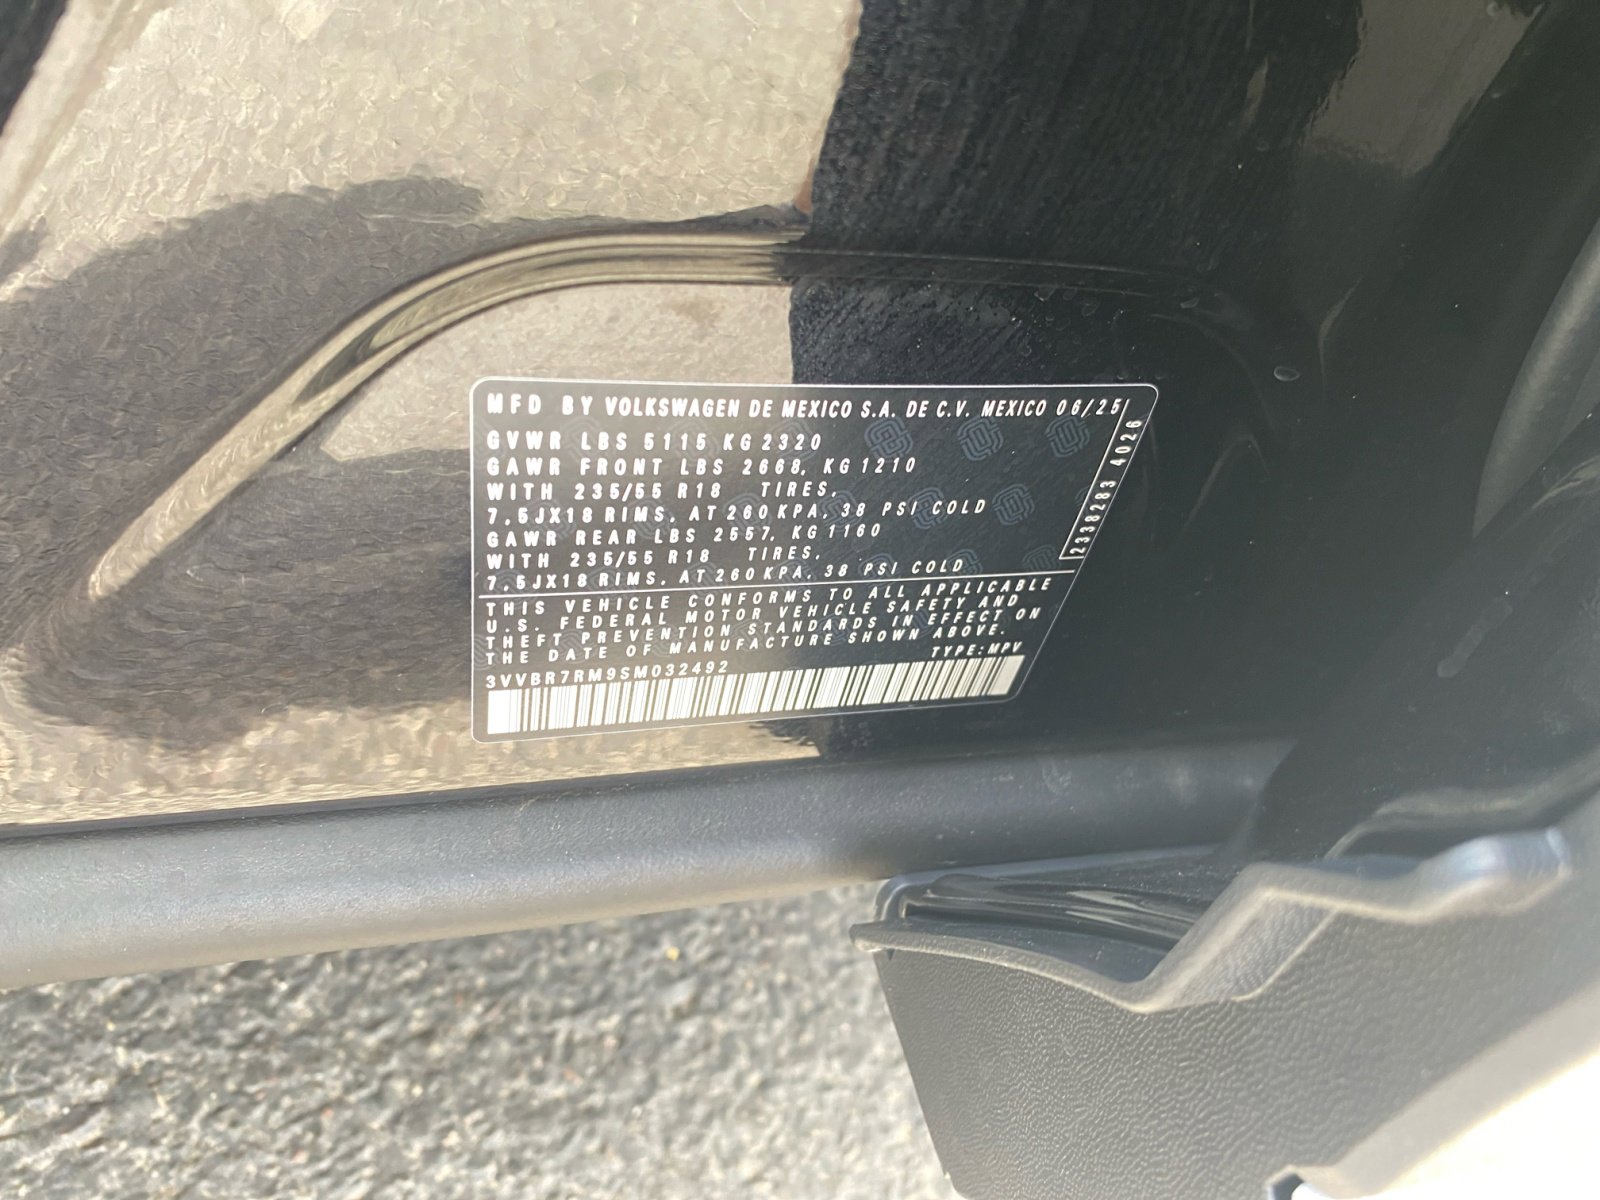 MFD BY VOLKSWAGEN DE MEXICO S.A. DE C.V. MEXICO 06/25
GVWR LBS 5115 KG 2320
GAWR FRONT LBS 2668, KG 1210
WITH 235/55 R18 TIRES,
7,5JX18 RIMS, AT 260 KPA, 38 PSI COLD
GAWR REAR LBS 2557, KG 1160
WITH 235/55 R18 TIRES,
7,5JX18 RIMS, AT 260 KPA, 38 PSI COLD
2338283 4026
THIS VEHICLE CONFORMS TO ALL APPLICABLE
U.S. FEDERAL MOTOR VEHICLE SAFETY AND
THEFT PREVENTION STANDARDS IN EFFECT ON
THE DATE OF MANUFACTURE SHOWN ABOVE.
TYPE: MPV
3VVBR7RM9SM032492